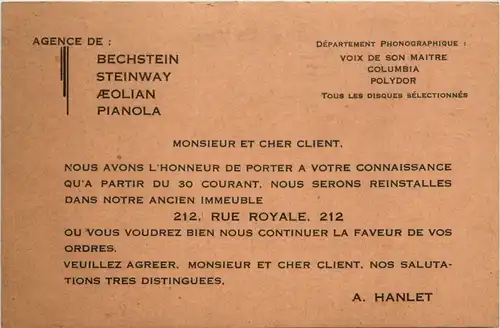 AGENCE DE :
BECHSTEIN
STEINWAY
ÆOLIAN
PIANOLA
DÉPARTEMENT PHONOGRAPHIQUE :
VOIX DE SON MAITRE
COLUMBIA
POLYDOR
TOUS LES DISQUES SÉLECTIONNÉS
MONSIEUR ET CHER CLIENT,
NOUS AVONS L'HONNEUR DE PORTER A VOTRE CONNAISSANCE
QU'A PARTIR DU 30 COURANT, NOUS SERONS REINSTALLES
DANS NOTRE ANCIEN IMMEUBLE
212, RUE ROYALE, 212
OU VOUS VOUDREZ BIEN NOUS CONTINUER LA FAVEUR DE VOS
ORDRES.
VEUILLEZ AGREER, MONSIEUR ET CHER CLIENT, NOS SALUTA-
TIONS TRES DISTINGUEES.
A. HANLET